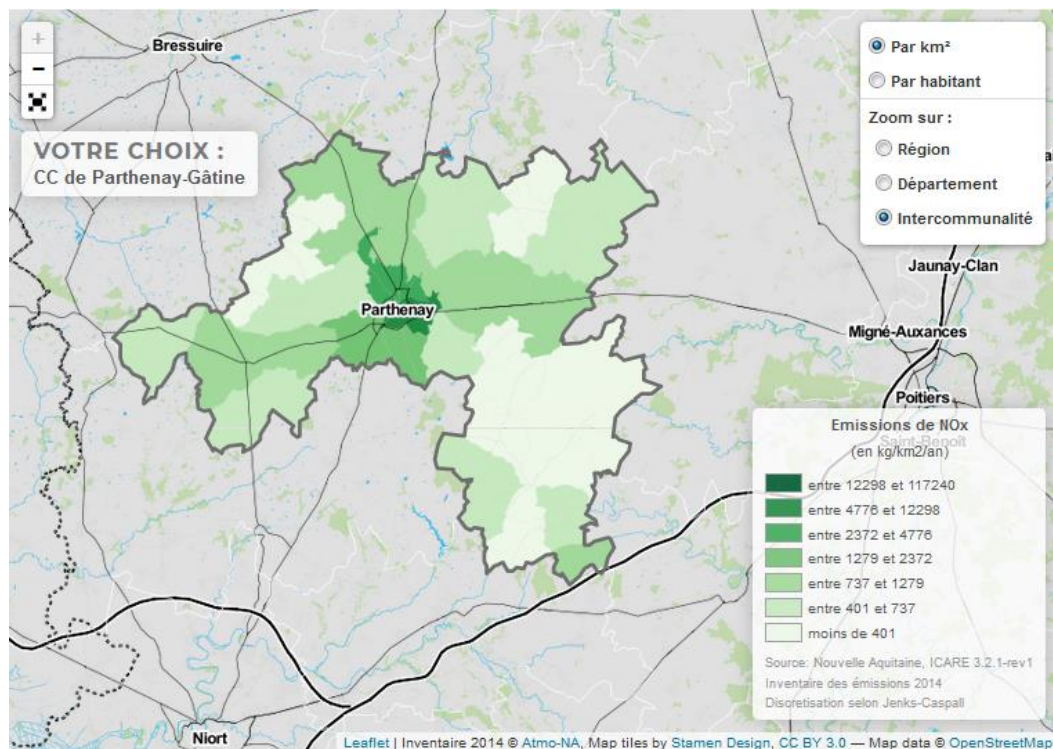 +
Bressuire
Par km²
−
Par habitant
VOTRE CHOIX :
CC de Parthenay-Gâtine
Zoom sur :
Région
Département
Intercommunalité
Jaunay-Clan
Parthenay
Migné-Auxances
Poitiers
Emissions de NOx
Saint-Benoît
(en kg/km2/an)
entre 12298 et 117240
entre 4776 et 12298
entre 2372 et 4776
entre 1279 et 2372
entre 737 et 1279
entre 401 et 737
moins de 401
Source: Nouvelle Aquitaine, ICARE 3.2.1-rev1
Inventaire des émissions 2014
Discretisation selon Jenks-Caspall
Niort
Leaflet | Inventaire 2014 © Atmo-NA, Map tiles by Stamen Design, CC BY 3.0 — Map data © OpenStreetMap